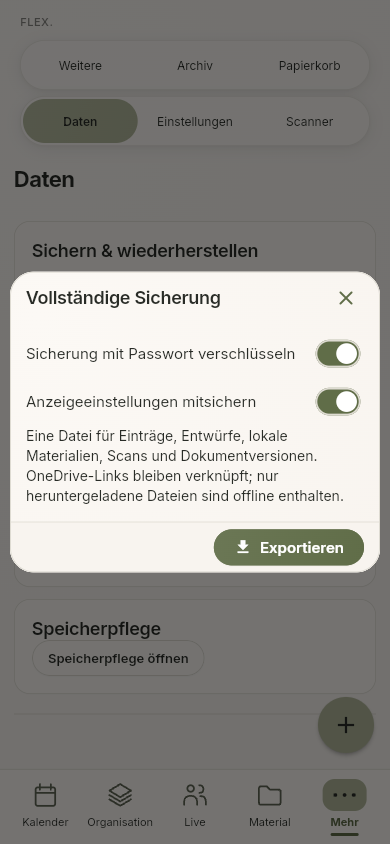 FLEX.
Weitere
Archiv
Papierkorb
Daten
Einstellungen
Scanner
Daten
Sichern & wiederherstellen
Vollständige Sicherung
Sicherung mit Passwort verschlüsseln
Anzeigeeinstellungen mitsichern
Eine Datei für Einträge, Entwürfe, lokale
Materialien, Scans und Dokumentversionen.
OneDrive-Links bleiben verknüpft; nur
heruntergeladene Dateien sind offline enthalten.
Exportieren
Speicherpflege
Speicherpflege öffnen
Kalender
Organisation
Live
Material
Mehr